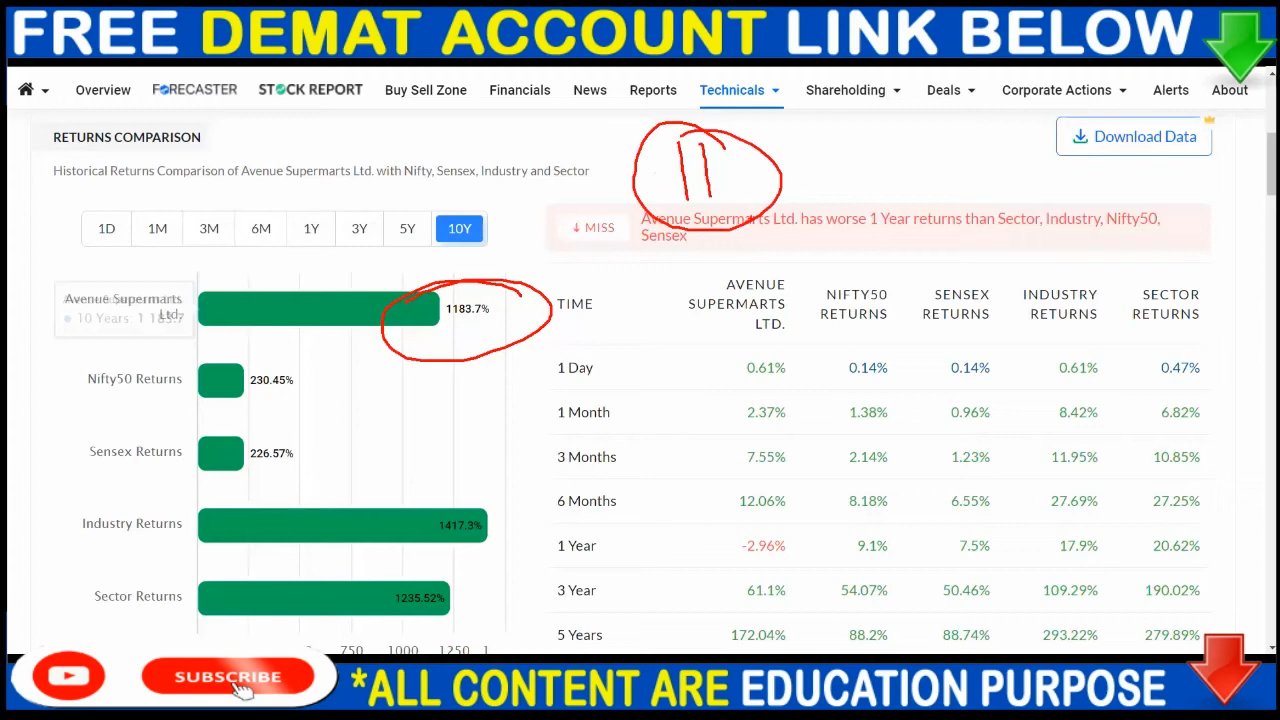 FREE DEMAT ACCOUNT LINK BELOW
Overview FORECASTER STOCK REPORT Buy Sell Zone Financials News Reports Technicals Shareholding Deals Corporate Actions Alerts About
RETURNS COMPARISON
Download Data
Historical Returns Comparison of Avenue Supermarts Ltd. with Nifty, Sensex, Industry and Sector
11
1D 1M 3M 6M 1Y 3Y 5Y 10Y
MISS
Avenue Supermarts Ltd. has worse 1 Year returns than Sector, Industry, Nifty50,
Sensex
Avenue Supermarts
Ltd.
10 Years
1183.7%
Nifty50 Returns 230.45%
Sensex Returns 226.57%
Industry Returns 1417.3%
Sector Returns 1235.52%
750 1000 1250 1
TIME AVENUE SUPERMARTS LTD. NIFTY50 RETURNS SENSEX RETURNS INDUSTRY RETURNS SECTOR RETURNS
1 Day 0.61% 0.14% 0.14% 0.61% 0.47%
1 Month 2.37% 1.38% 0.96% 8.42% 6.82%
3 Months 7.55% 2.14% 1.23% 11.95% 10.85%
6 Months 12.06% 8.18% 6.55% 27.69% 27.25%
1 Year -2.96% 9.1% 7.5% 17.9% 20.62%
3 Year 61.1% 54.07% 50.46% 109.29% 190.02%
5 Years 172.04% 88.2% 88.74% 293.22% 279.89%
SUBSCRIBE
*ALL CONTENT ARE EDUCATION PURPOSE